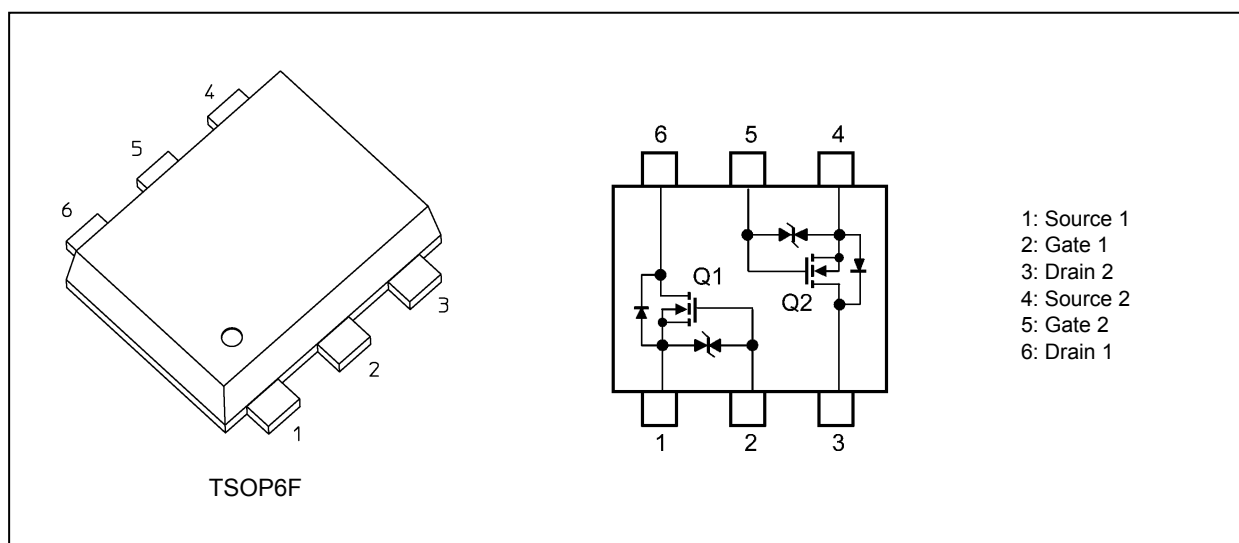 4
5
6
3
2
1
TSOP6F
6 5 4
Q1
Q2
1 2 3
1: Source 1
2: Gate 1
3: Drain 2
4: Source 2
5: Gate 2
6: Drain 1